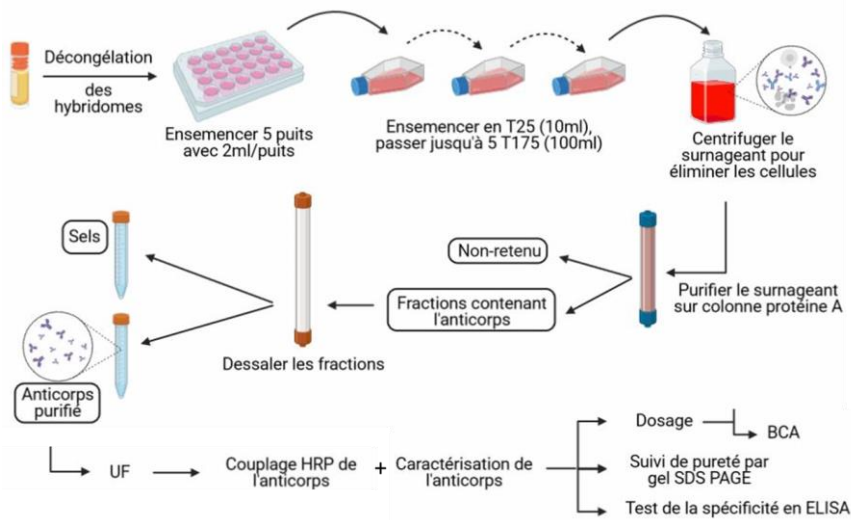 Décongélation
des
hybridomes
Ensemencer 5 puits
avec 2ml/puits
Ensemencer en T25 (10ml),
passer jusqu'à 5 T175 (100ml)
Centrifuger le
surnageant pour
éliminer les cellules
Sels
Non-retenu
Fractions contenant
l'anticorps
Purifier le surnageant
sur colonne protéine A
Dessaler les fractions
Anticorps
purifié
UF
Couplage HRP de
l'anticorps
+
Caractérisation de
l'anticorps
Dosage
BCA
Suivi de pureté par
gel SDS PAGE
Test de la spécificité en ELISA